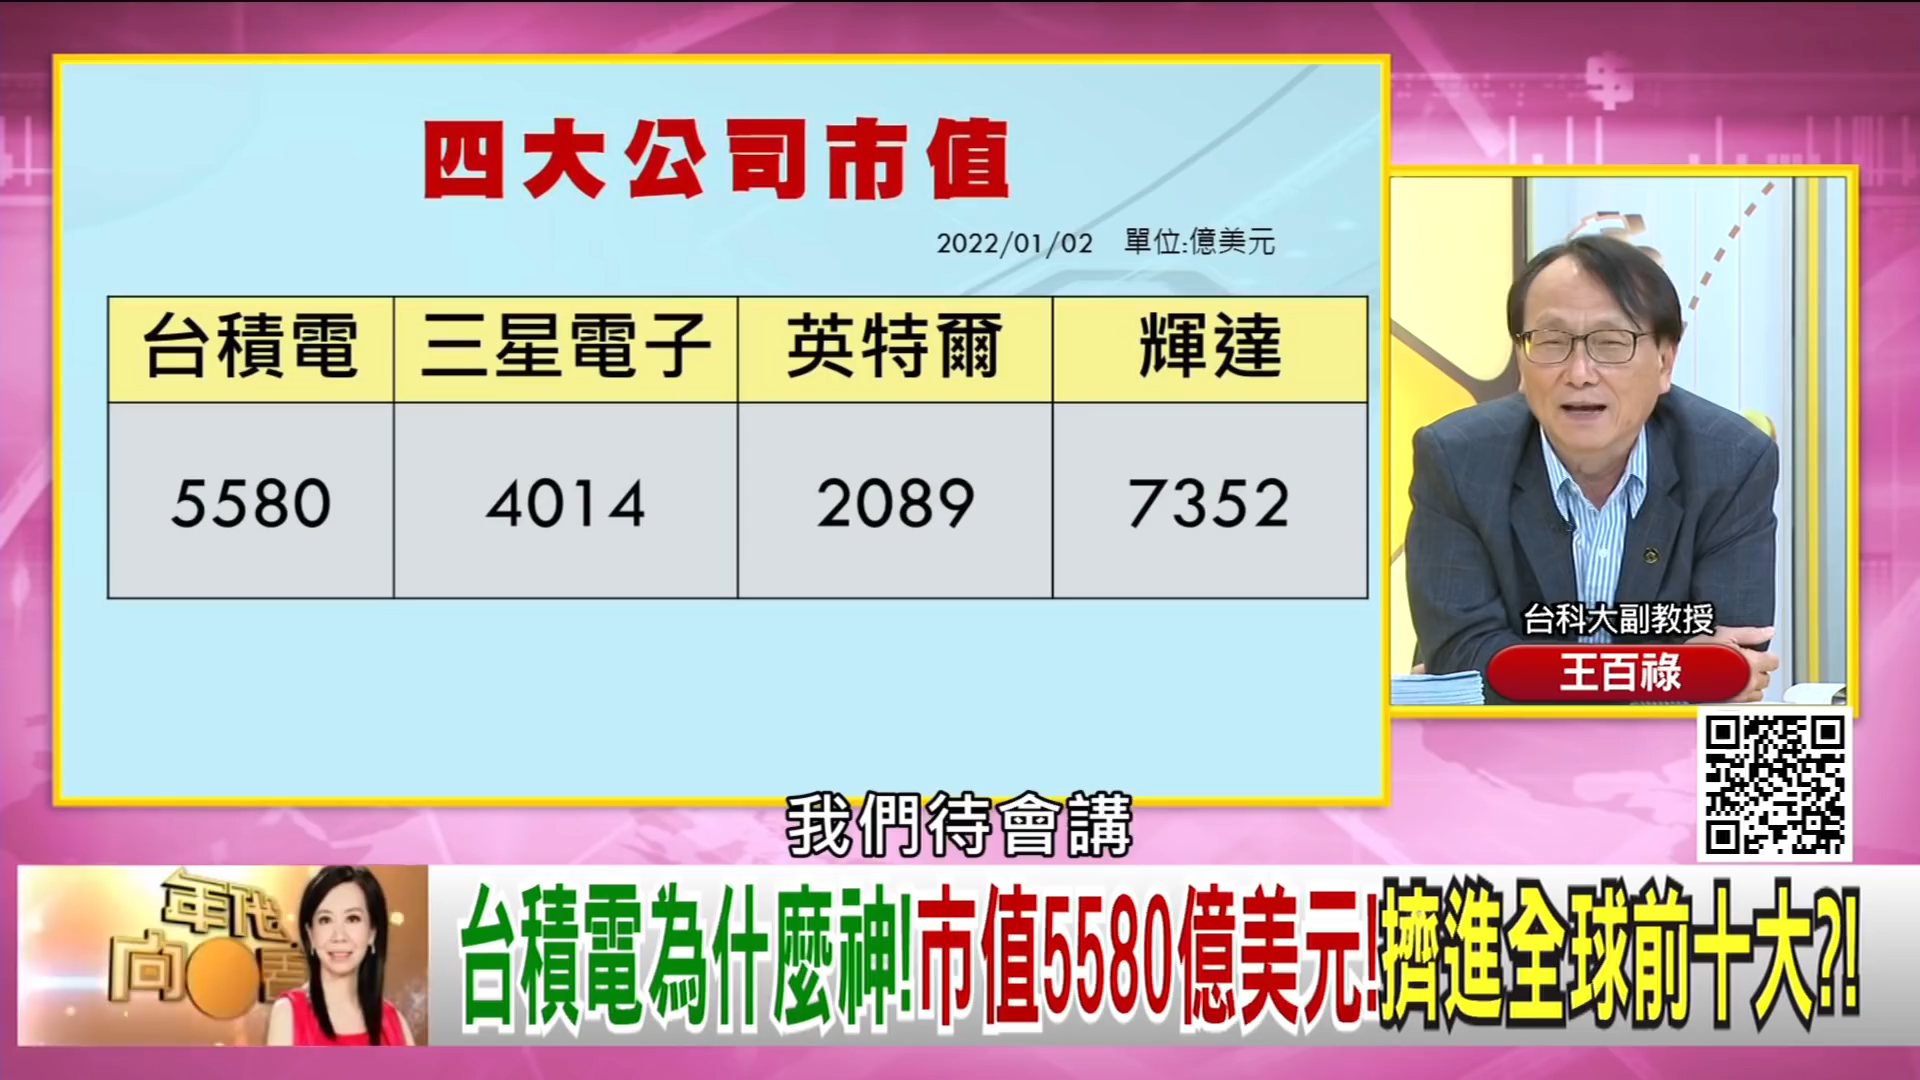 四大公司市值
2022/01/02 單位:億美元
台積電 三星電子 英特爾 輝達
5580 4014 2089 7352
台科大副教授
王百祿
我們待會講
年代
向
台積電為什麼神!市值5580億美元!擠進全球前十大?!